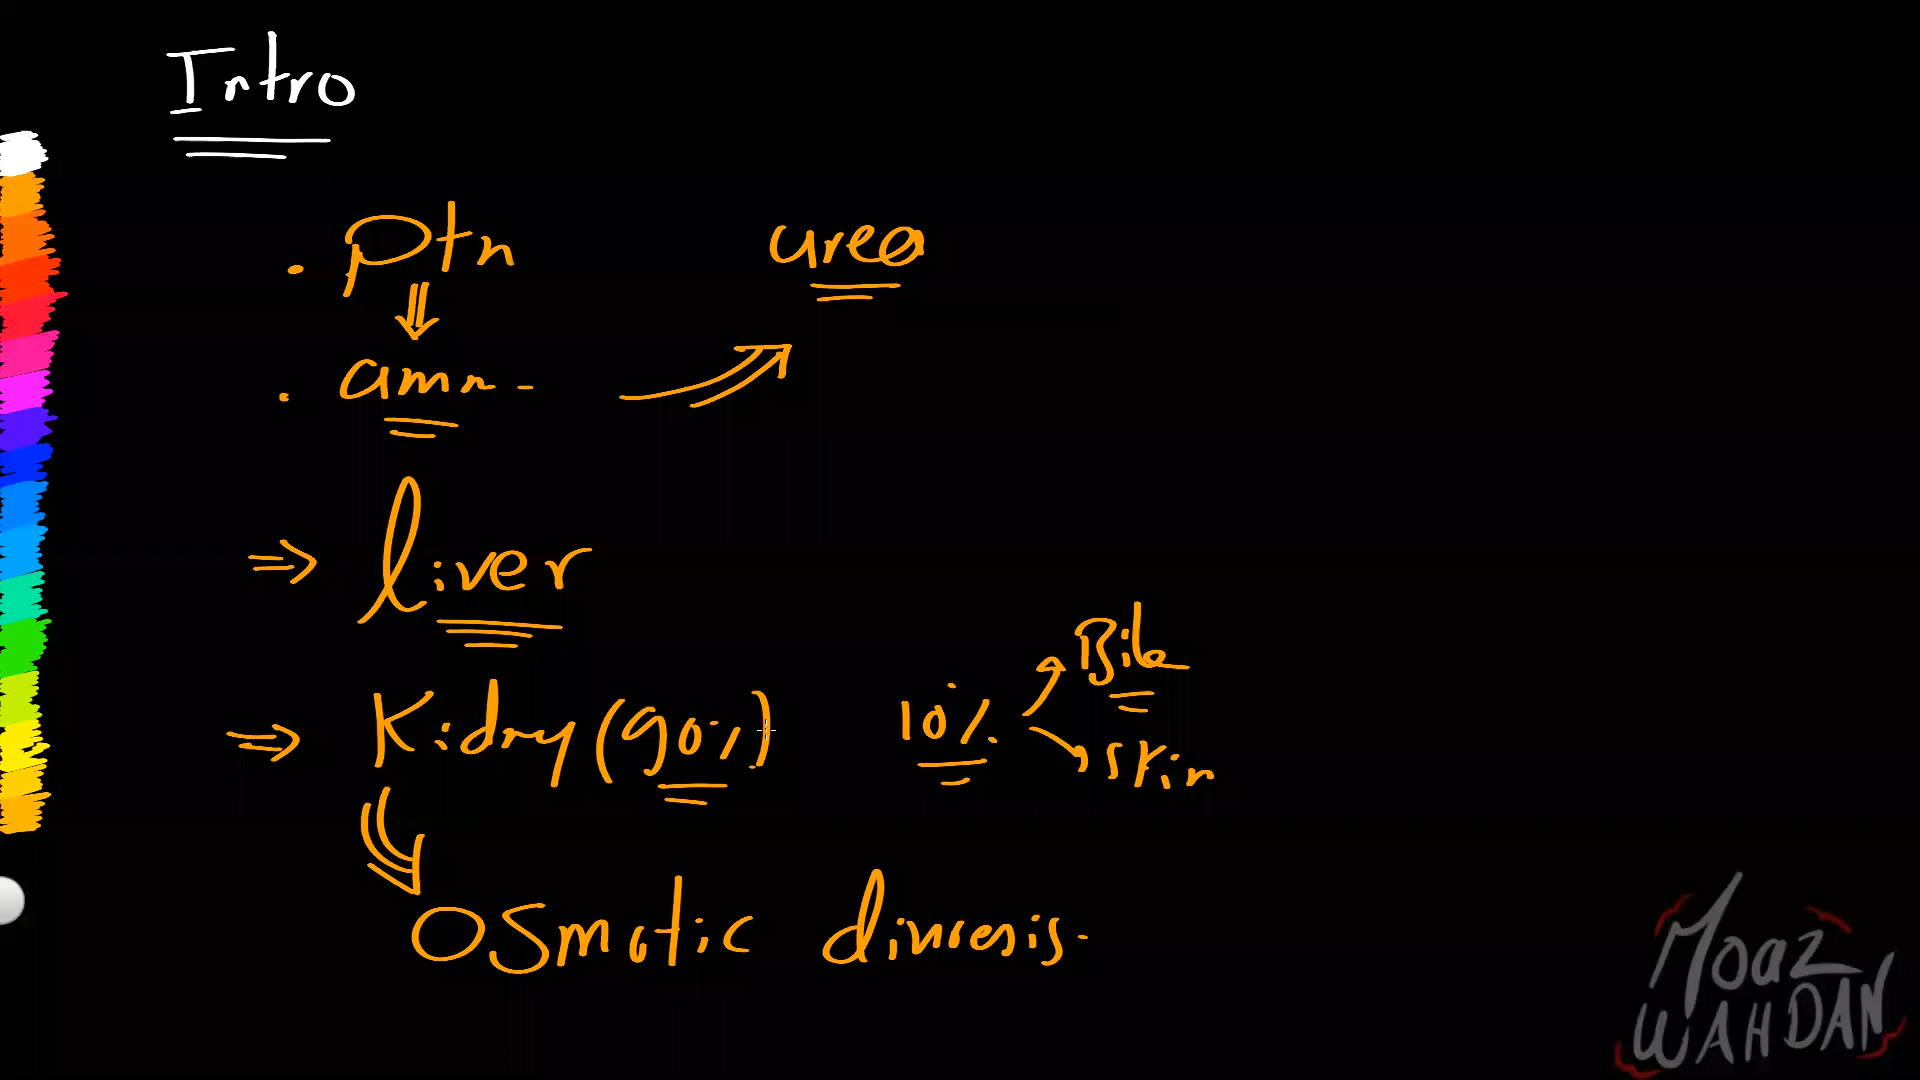 Intro
. Ptn
urea
. amn -
⇒ liver
⇒ Kidny (90%) 10% Bile
skin
Osmotic diuresis.
MOAZ
WAHDAN